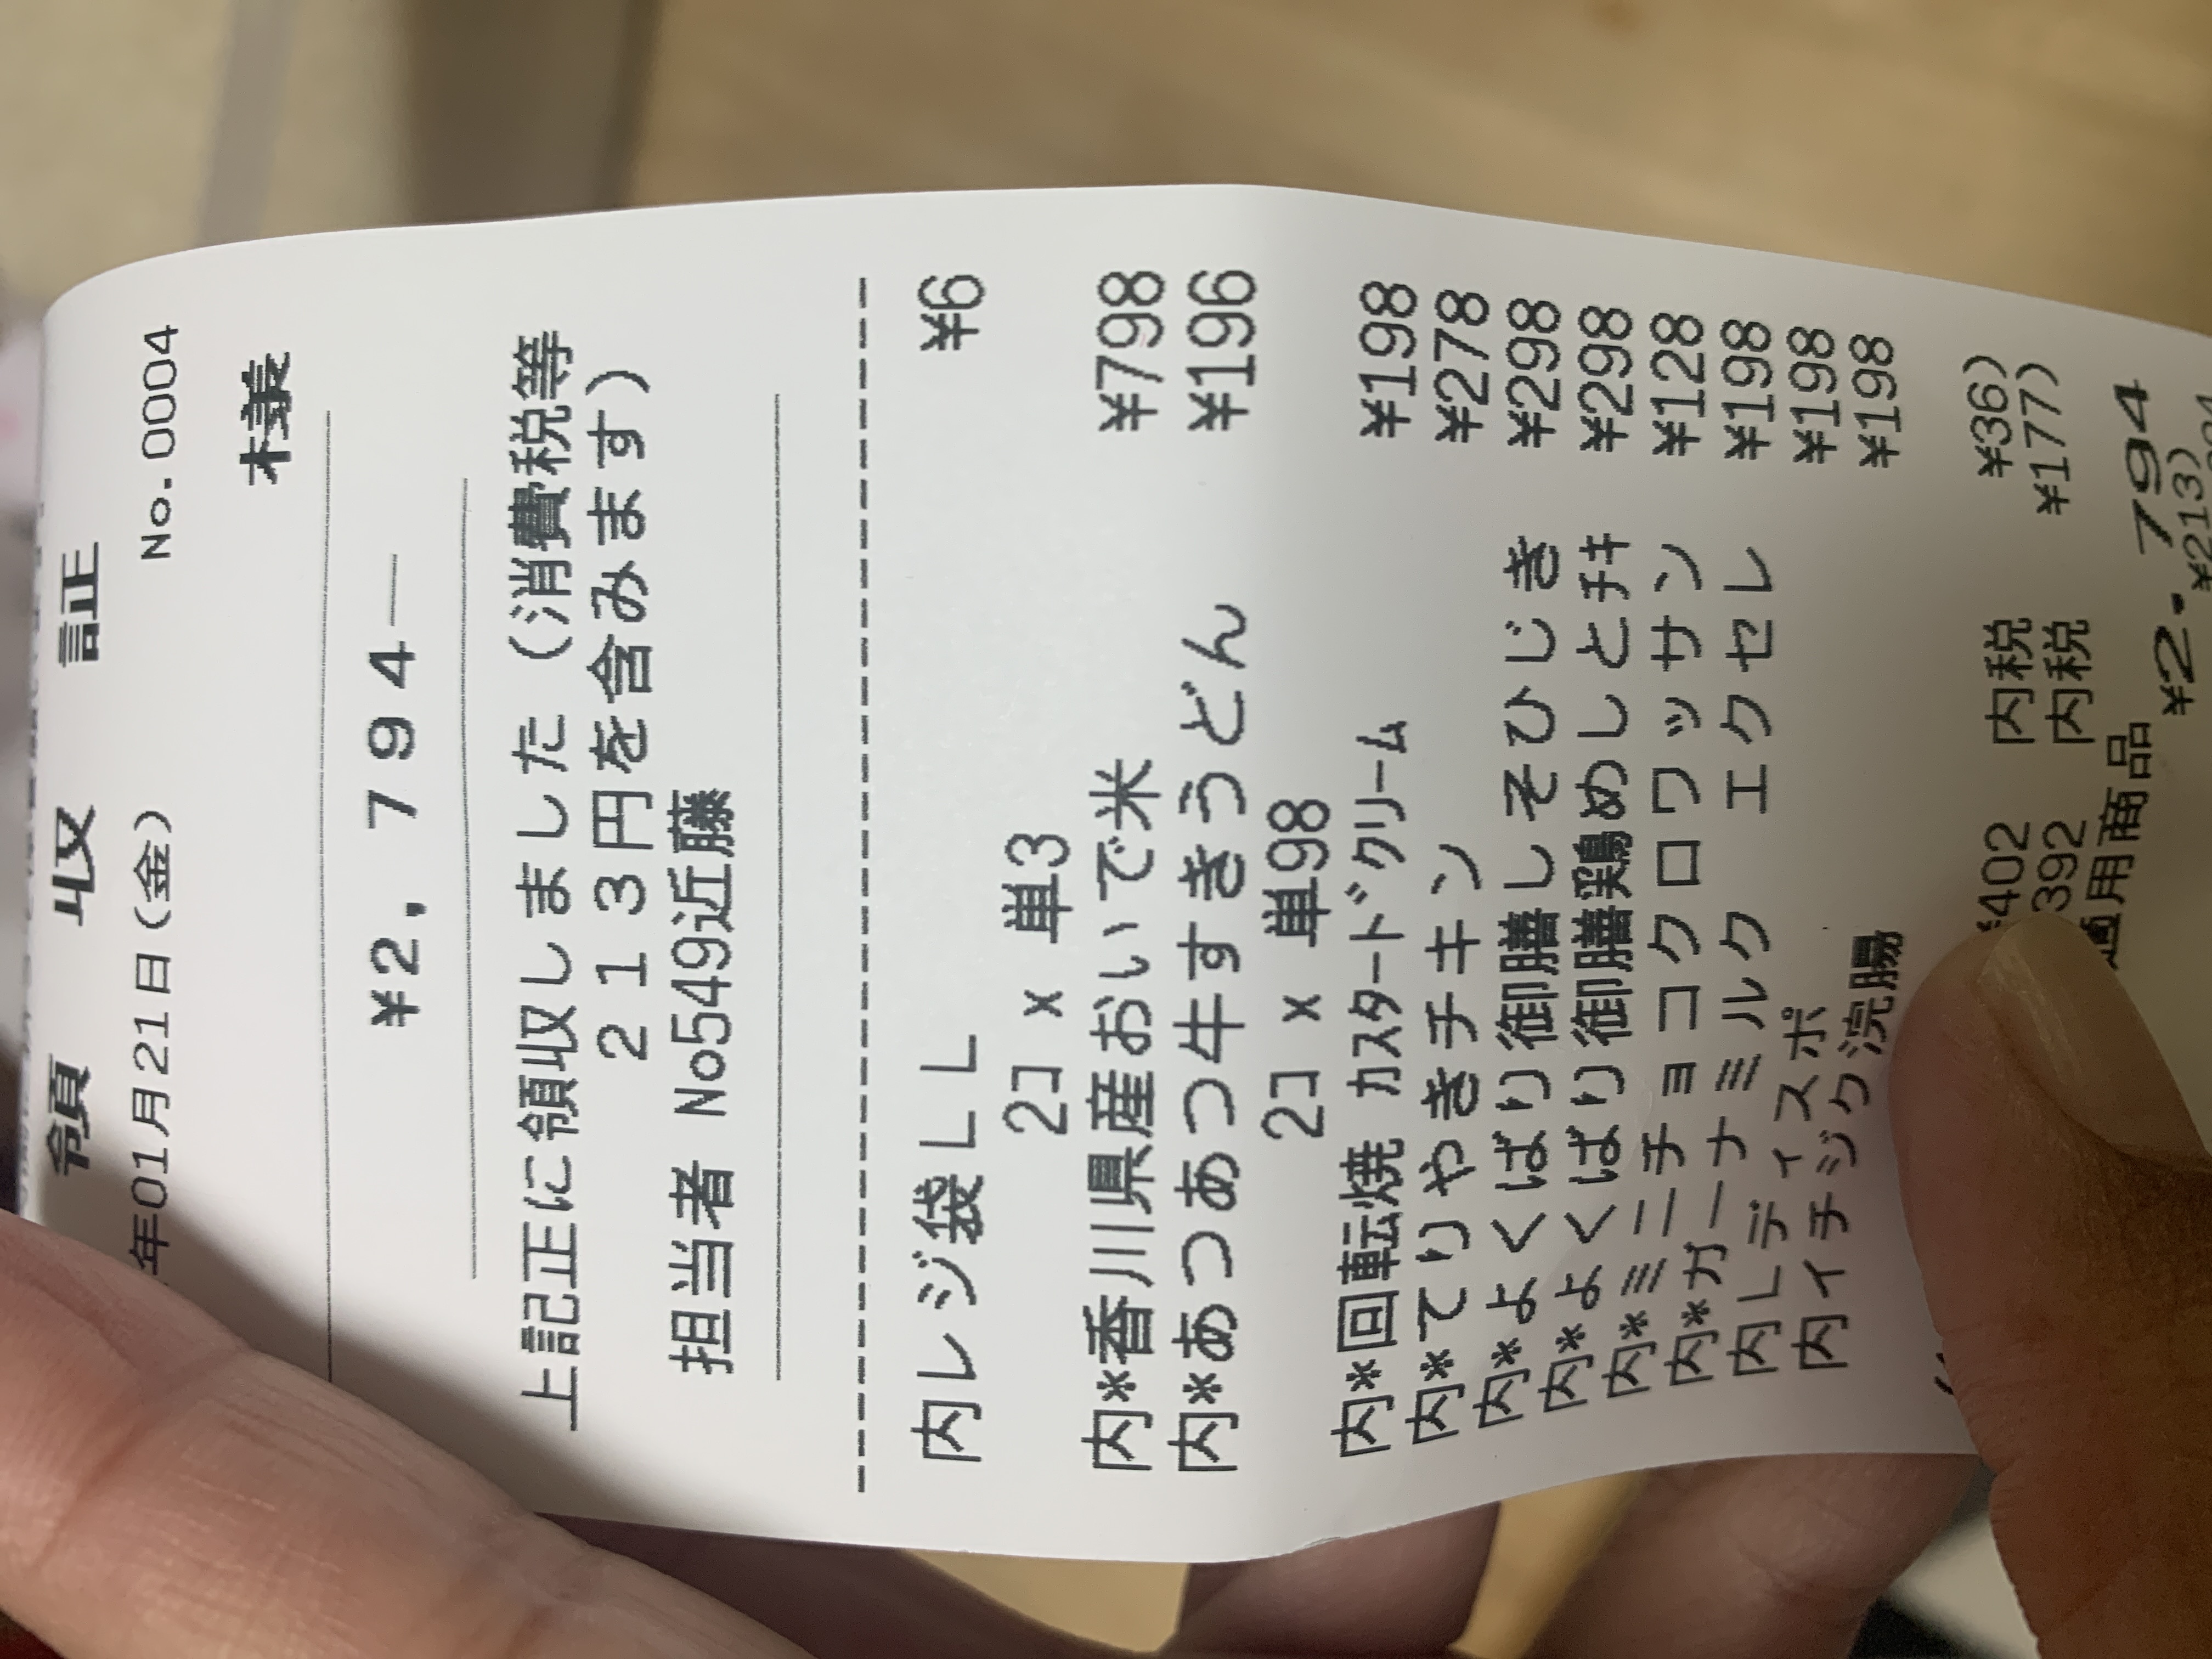 領 収 証
年01月21日(金) No.0004
様
¥2,794―
上記正に領収しました(消費税等
213円を含みます)
担当者 No549近藤
内レジ袋LL ¥6
2コ x 単3
内*香川県産おいで米 ¥798
内*あつあつ牛すきうどん ¥196
2コ x 単98
内*回転焼 カスタードクリーム ¥198
内*てりやきチキン ¥278
内*よくばり御膳しそひじき ¥298
内*よくばり御膳鶏めしとチキ ¥298
内*ミニチョコクロワッサン ¥128
内*ガーナミルク エクセレ ¥198
内Lディスポ ¥198
内イチジク浣腸 ¥198
¥402 内税 ¥36)
392 内税 ¥177)
適用商品
¥2,794
¥213)